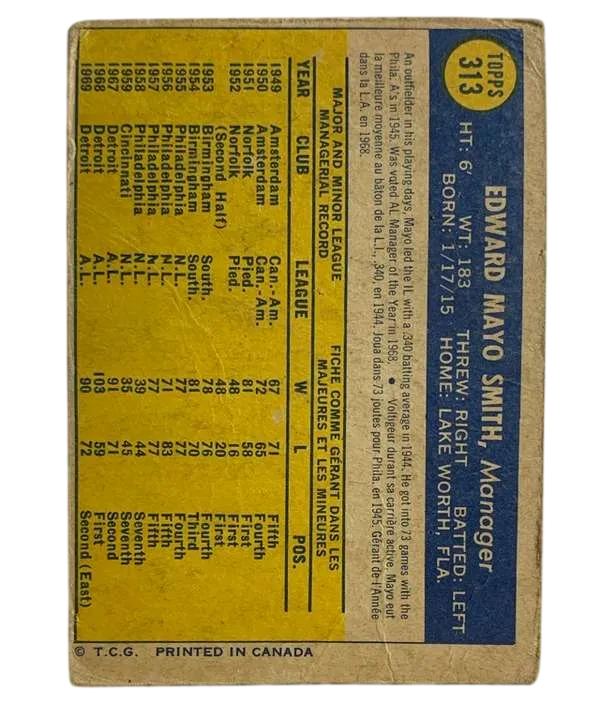 TOPPS
313
EDWARD MAYO SMITH, Manager
HT: 6' WT: 183 THREW: RIGHT BATTED: LEFT
BORN: 1/17/15 HOME: LAKE WORTH, FLA.
An outfielder in his playing days, Mayo led the IL with a .340 batting average in 1944. He got into 73 games with the
Phila. A's in 1945. Was voted AL Manager of the Year in 1968. • Voltigeur durant sa carrière active, Mayo eut
la meilleure moyenne au bâton de la L.I., .340, en 1944. Joua dans 73 joutes pour Phila. en 1945. Gérant de l'Année
dans la L.A. en 1968.
MAJOR AND MINOR LEAGUE FICHE COMME GÉRANT DANS LES
MANAGERIAL RECORD MAJEURES ET LES MINEURES
YEAR CLUB LEAGUE W L POS.
1949 Amsterdam Can.-Am. 67 71 Fifth
1950 Amsterdam Can.-Am. 72 65 Fourth
1951 Norfolk Pied. 81 58 First
1952 Norfolk Pied. 48 16 First
(Second Half) 48 20 First
1953 Birmingham South. 78 76 Fourth
1954 Birmingham South. 81 70 Third
1955 Philadelphia N.L. 77 77 Fourth
1956 Philadelphia N.L. 71 83 Fifth
1957 Philadelphia N.L. 77 77 Fifth
1958 Philadelphia N.L. 39 44 Seventh
1959 Cincinnati N.L. 35 45 Seventh
1967 Detroit A.L. 91 71 Second
1968 Detroit A.L. 103 59 First
1969 Detroit A.L. 90 72 Second (East)
© T.C.G. PRINTED IN CANADA